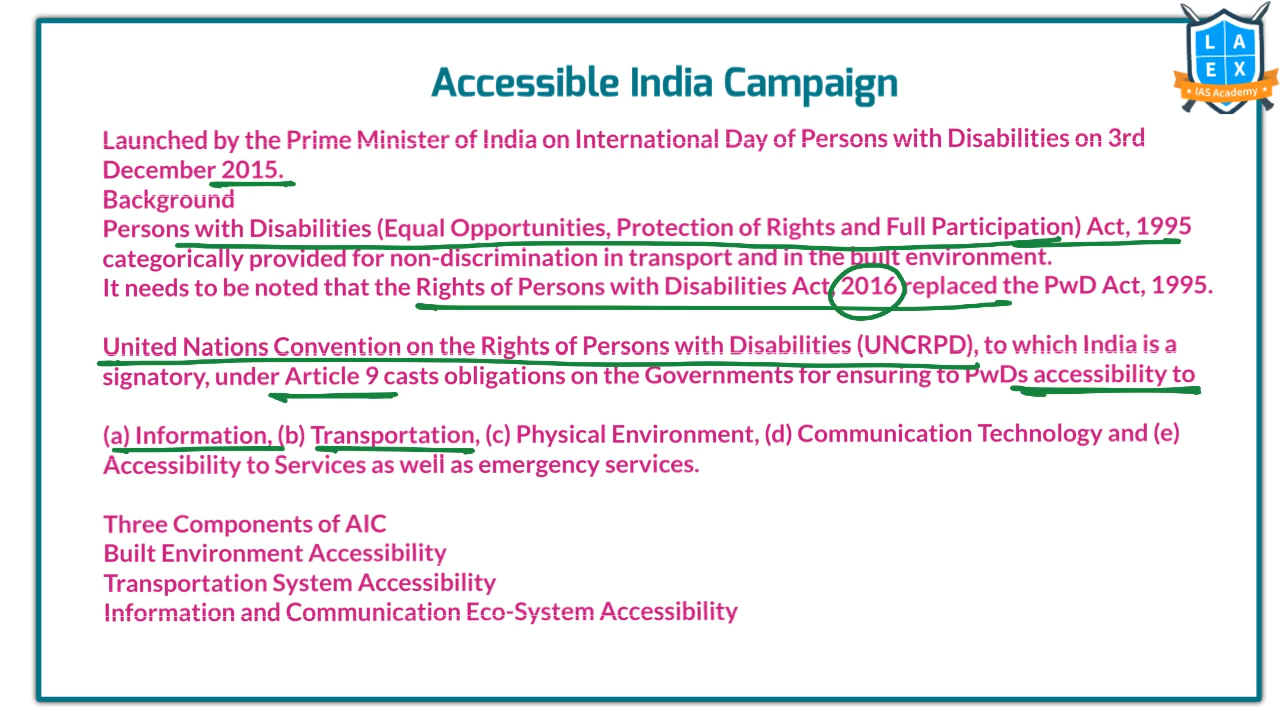 Accessible India Campaign
L A
E X
IAS Academy
Launched by the Prime Minister of India on International Day of Persons with Disabilities on 3rd
December 2015.
Background
Persons with Disabilities (Equal Opportunities, Protection of Rights and Full Participation) Act, 1995
categorically provided for non-discrimination in transport and in the built environment.
It needs to be noted that the Rights of Persons with Disabilities Act, 2016 replaced the PwD Act, 1995.
United Nations Convention on the Rights of Persons with Disabilities (UNCRPD), to which India is a
signatory, under Article 9 casts obligations on the Governments for ensuring to PwDs accessibility to
(a) Information, (b) Transportation, (c) Physical Environment, (d) Communication Technology and (e)
Accessibility to Services as well as emergency services.
Three Components of AIC
Built Environment Accessibility
Transportation System Accessibility
Information and Communication Eco-System Accessibility